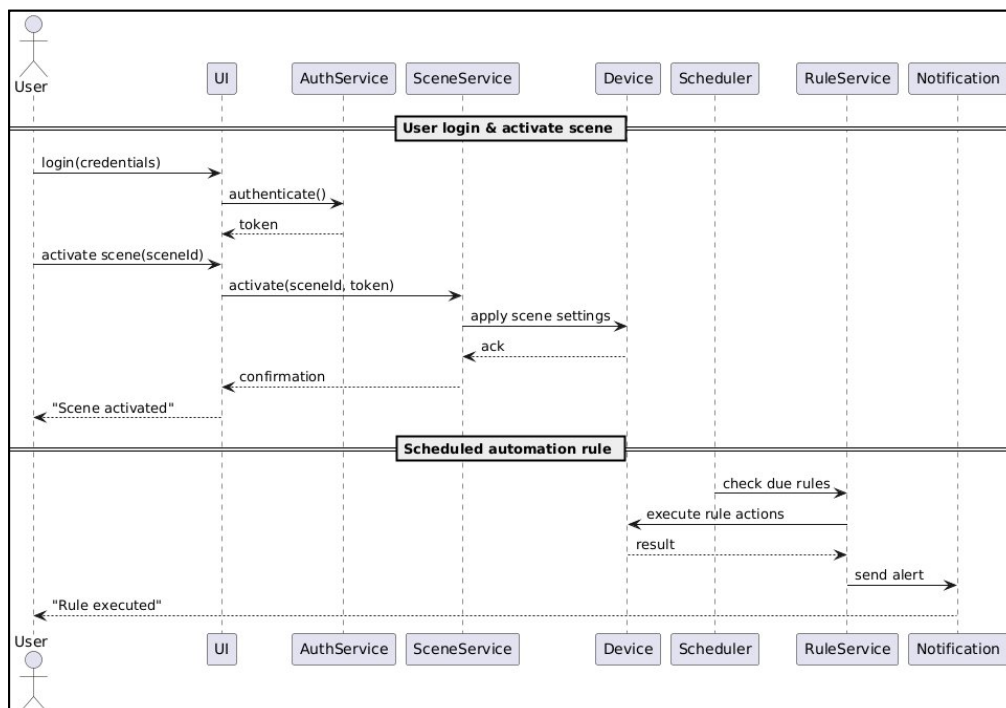 User
UI
AuthService
SceneService
Device
Scheduler
RuleService
Notification
User login & activate scene
login(credentials)
authenticate()
token
activate scene(sceneId)
activate(sceneId, token)
apply scene settings
ack
confirmation
"Scene activated"
Scheduled automation rule
check due rules
execute rule actions
result
send alert
"Rule executed"
User
UI
AuthService
SceneService
Device
Scheduler
RuleService
Notification